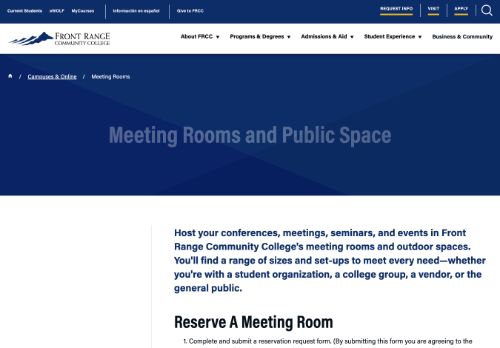 Current Students eWOLF MyCourses Información en español Give to FRCC REQUEST INFO VISIT APPLY
FRONT RANGE
COMMUNITY COLLEGE
About FRCC Programs & Degrees Admissions & Aid Student Experience Business & Community
/ Campuses & Online / Meeting Rooms
Meeting Rooms and Public Space
Host your conferences, meetings, seminars, and events in Front
Range Community College's meeting rooms and outdoor spaces.
You'll find a range of sizes and set-ups to meet every need—whether
you're with a student organization, a college group, a vendor, or the
general public.
Reserve A Meeting Room
1. Complete and submit a reservation request form. (By submitting this form you are agreeing to the